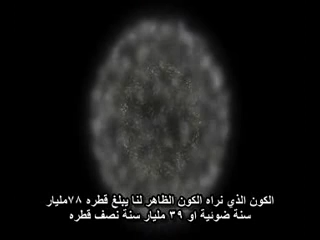 الكون الذي نراه الكون الظاهر لنا يبلغ قطره ٧٨مليار
سنة ضوئية او ٣٩ مليار سنة نصف قطره